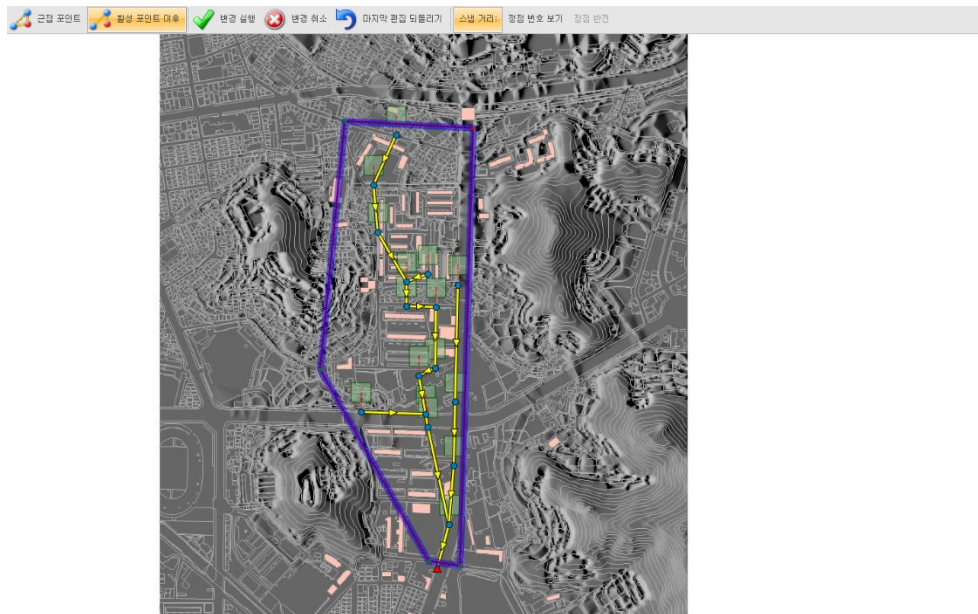 근접 포인트 활성 포인트 이후 변경 실행 변경 취소 마지막 편집 되돌리기 스냅 거리: 정점 번호 보기 정점 반전